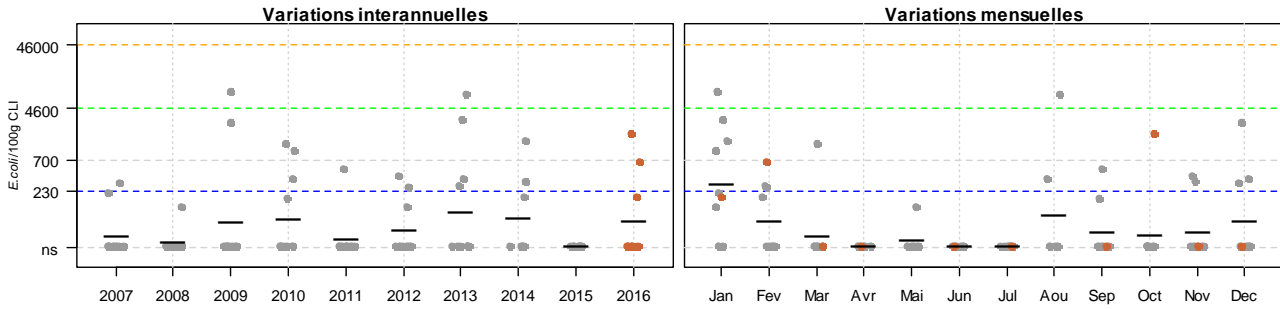 Variations interannuelles
Variations mensuelles
E.coli/100g CLI
46000
4600
700
230
ns
2007 2008 2009 2010 2011 2012 2013 2014 2015 2016
Jan Fev Mar Avr Mai Jun Jul Aou Sep Oct Nov Dec